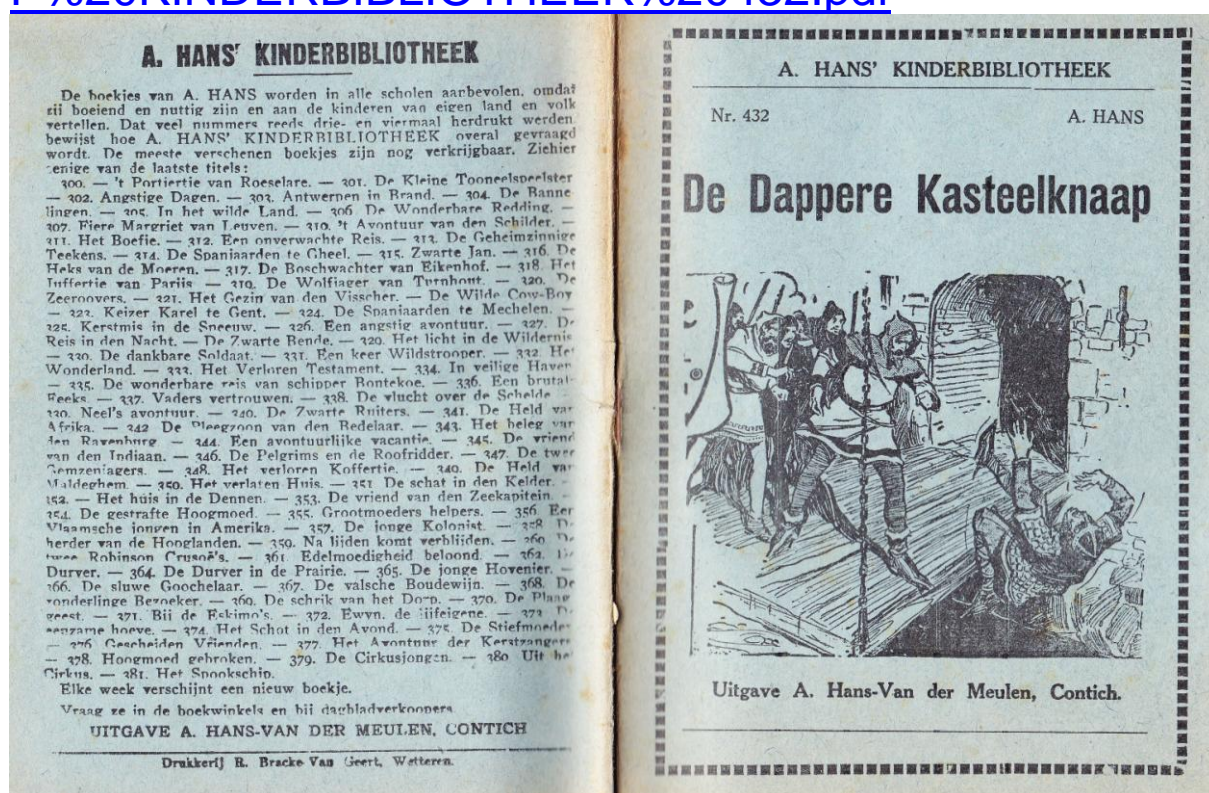 A. HANS' KINDERBIBLIOTHEEK
De boekjes van A. HANS worden in alle scholen aanbevolen, omdat
zij boeiend en nuttig zijn en aan de kinderen van eigen land en volk
vertellen. Dat veel nummers reeds drie- en viermaal herdrukt werden
bewijst hoe A. HANS' KINDERBIBLIOTHEEK overal gevraagd
wordt. De meeste verschenen boekjes zijn nog verkrijgbaar. Ziehier
enige van de laatste titels:
300. — 't Portiertje van Roeselare. — 301. De Kleine Tooneelspeelster
— 302. Angstige Dagen. — 303. Antwerpen in Brand. — 304. De Banne
lingen. — 305. In het wilde Land. — 306 De Wonderbare Redding. —
307. Fiere Margriet van Leuven. — 310. 't Avontuur van den Schilder. —
311. Het Boefje. — 312. Een onverwachte Reis. — 313. De Geheimzinnige
Teekens. — 314. De Spanjaarden te Gheel. — 315. Zwarte Jan. — 316. De
Heks van de Moeren. — 317. De Boschwachter van Eikenhof. — 318. Het
Juffertje van Parijs — 319. De Wolfjager van Turnhout. — 320. De
Zeeroovers. — 321. Het Gezin van den Visscher. — De Wilde Cow-Boy
— 323. Keizer Karel te Gent. — 324. De Spanjaarden te Mechelen. —
325. Kerstmis in de Sneeuw. — 326. Een angstig avontuur. — 327. De
Reis in den Nacht. — De Zwarte Bende. — 329. Het licht in de Wildernis
— 330. De dankbare Soldaat. — 331. Een keer Wildstrooper. — 332. Het
Wonderland. — 333. Het Verloren Testament. — 334. In veilige Haven
— 335. De wonderbare reis van schipper Bontekoe. — 336. Een brutale
Feeks. — 337. Vaders vertrouwen. — 338. De vlucht over de Schelde —
339. Neel's avontuur. — 340. De Zwarte Ruiters. — 341. De Held van
Afrika. — 342 De Pleegzoon van den Bedelaar. — 343. Het beleg van
den Ravenburg — 344. Een avontuurlijke vacantie. — 345. De vriend
van den Indiaan. — 346. De Pelgrims en de Roofridder. — 347. De twee
Gemzenjagers. — 348. Het verloren Koffertje. — 349. De Held van
Maldeghem. — 350. Het verlaten Huis. — 351 De schat in den Kelder. —
352. — Het huis in de Dennen. — 353. De vriend van den Zeekapitein. —
354. De gestrafte Hoogmoed. — 355. Grootmoeders helpers. — 356. Een
Vlaamsche jongen in Amerika. — 357. De jonge Kolonist. — 358 De
herder van de Hooglanden. — 359. Na lijden komt verblijden. — 360 De
twee Robinson Crusoë's. — 361. Edelmoedigheid beloond. — 362. De
Durver. — 364. De Durver in de Prairie. — 365. De jonge Hovenier. —
366. De sluwe Goochelaar. — 367. De valsche Boudewijn. — 368. De
zonderlinge Bezoeker. — 369. De schrik van het Dorp. — 370. De Plaag
geest. — 371. Bij de Eskimo's. — 372. Ewyn, de lijfeigene. — 373 De
eenzame hoeve. — 374. Het Schot in den Avond. — 375. De Stiefmoeder
— 376. Gescheiden Vrienden. — 377. Het Avontuur der Kerstzangers
— 378. Hoogmoed gebroken. — 379. De Cirkusjongen. — 380 Uit het
Cirkus. — 381. Het Spookschip.
Elke week verschijnt een nieuw boekje.
Vraag ze in de boekwinkels en bij dagbladverkoopers
UITGAVE A. HANS-VAN DER MEULEN, CONTICH
Drukkerij R. Bracke-Van Geert, Wetteren.
A. HANS' KINDERBIBLIOTHEEK
Nr. 432 A. HANS
De Dappere Kasteelknaap
Uitgave A. Hans-Van der Meulen, Contich.